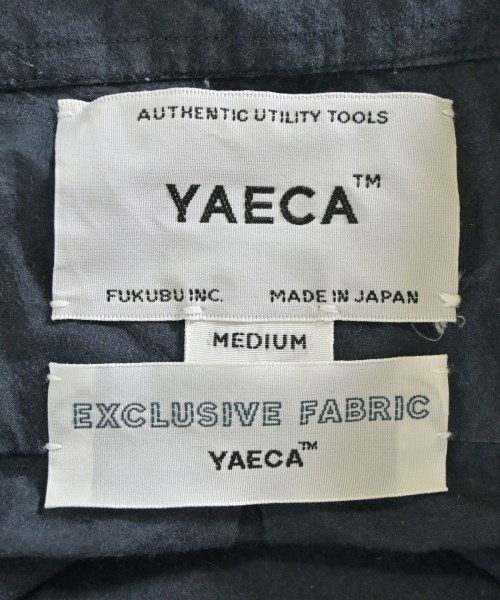 AUTHENTIC UTILITY TOOLS
YAECA™
FUKUBU INC. MADE IN JAPAN
MEDIUM
EXCLUSIVE FABRIC
YAECA™